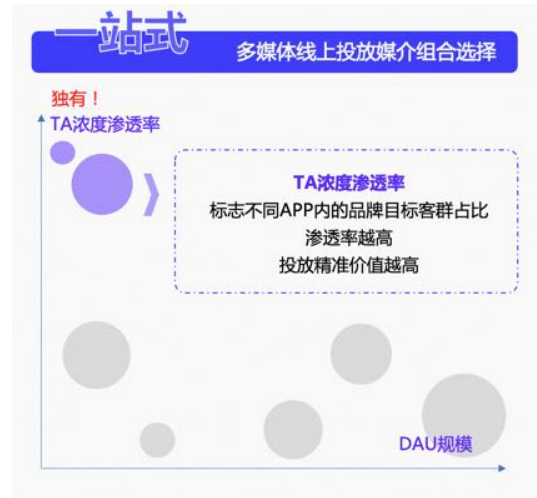 一站式
多媒体线上投放媒介组合选择
独有！
TA浓度渗透率
TA浓度渗透率
标志不同APP内的品牌目标客群占比
渗透率越高
投放精准价值越高
DAU规模